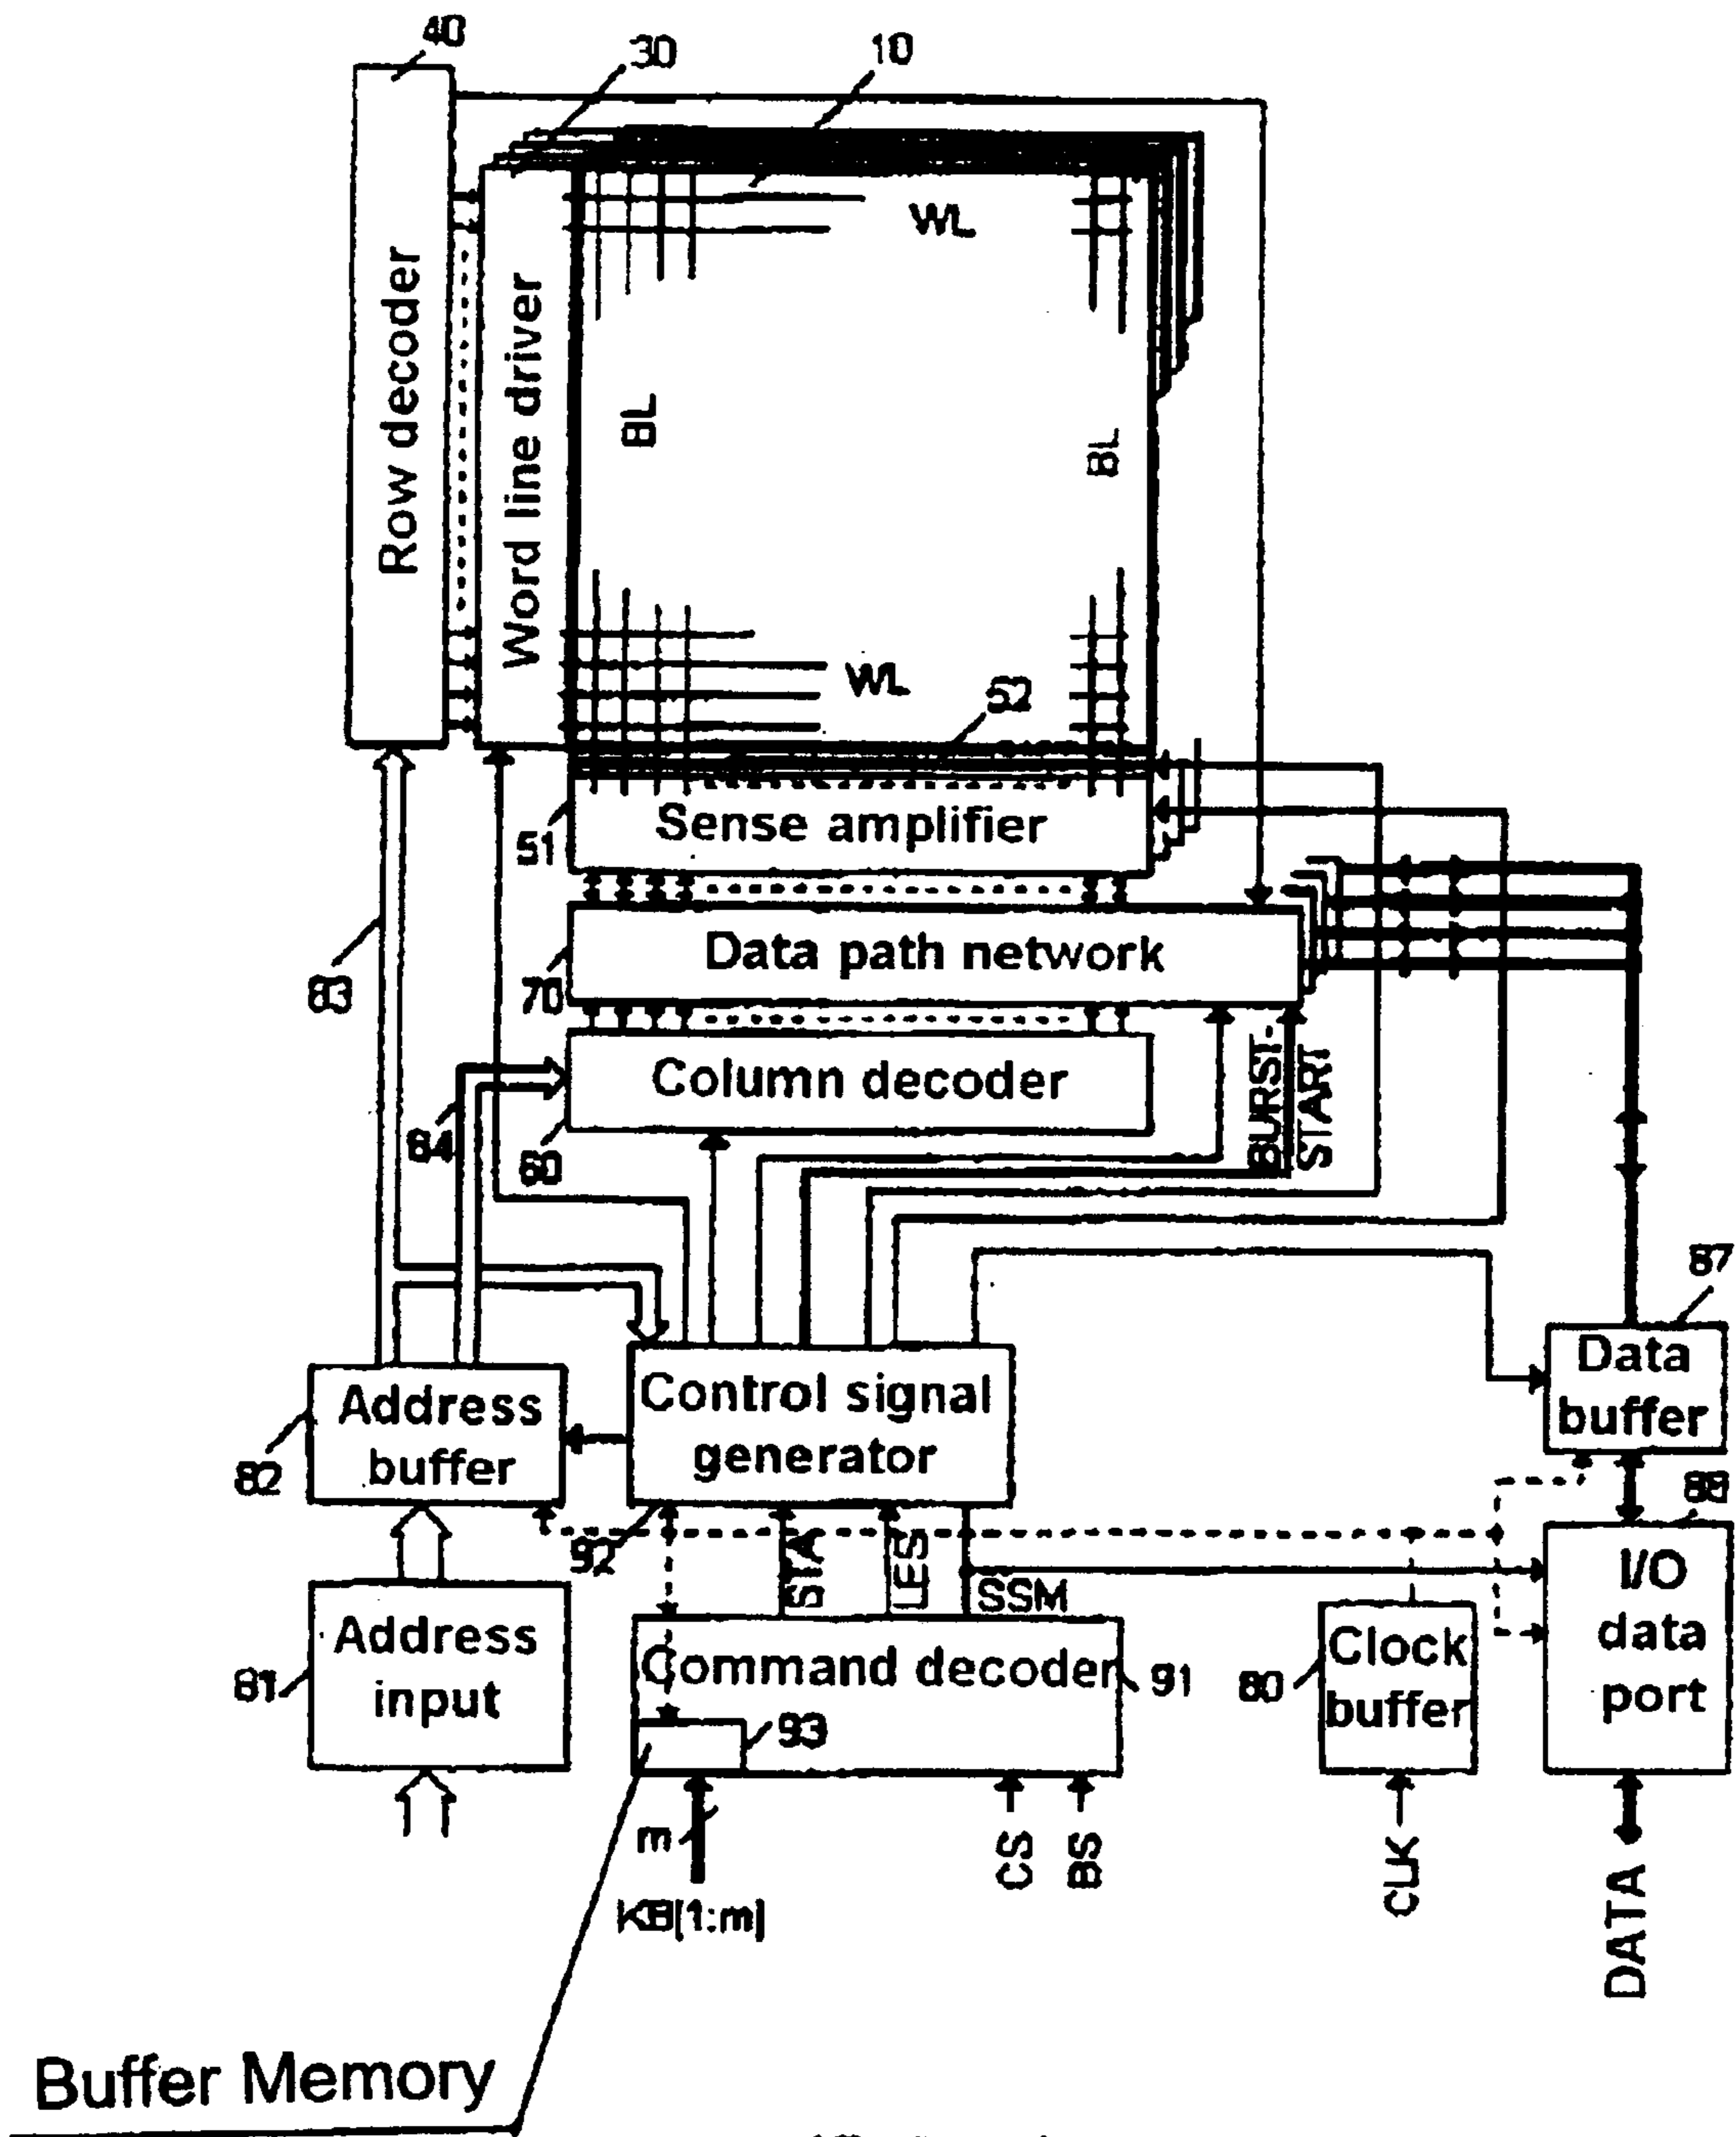 40
30
10
Row decoder
Word line driver
WL
BL
BL
WL
52
51
Sense amplifier
83
70
Data path network
84
60
Column decoder
BURST-
START
87
Data
buffer
82
Address
buffer
Control signal
generator
92
STA
LES
SSM
88
I/O
data
port
81
Address
input
Command decoder
91
93
80
Clock
buffer
m
KB[1:m]
CS
BS
CLK
DATA
Buffer Memory